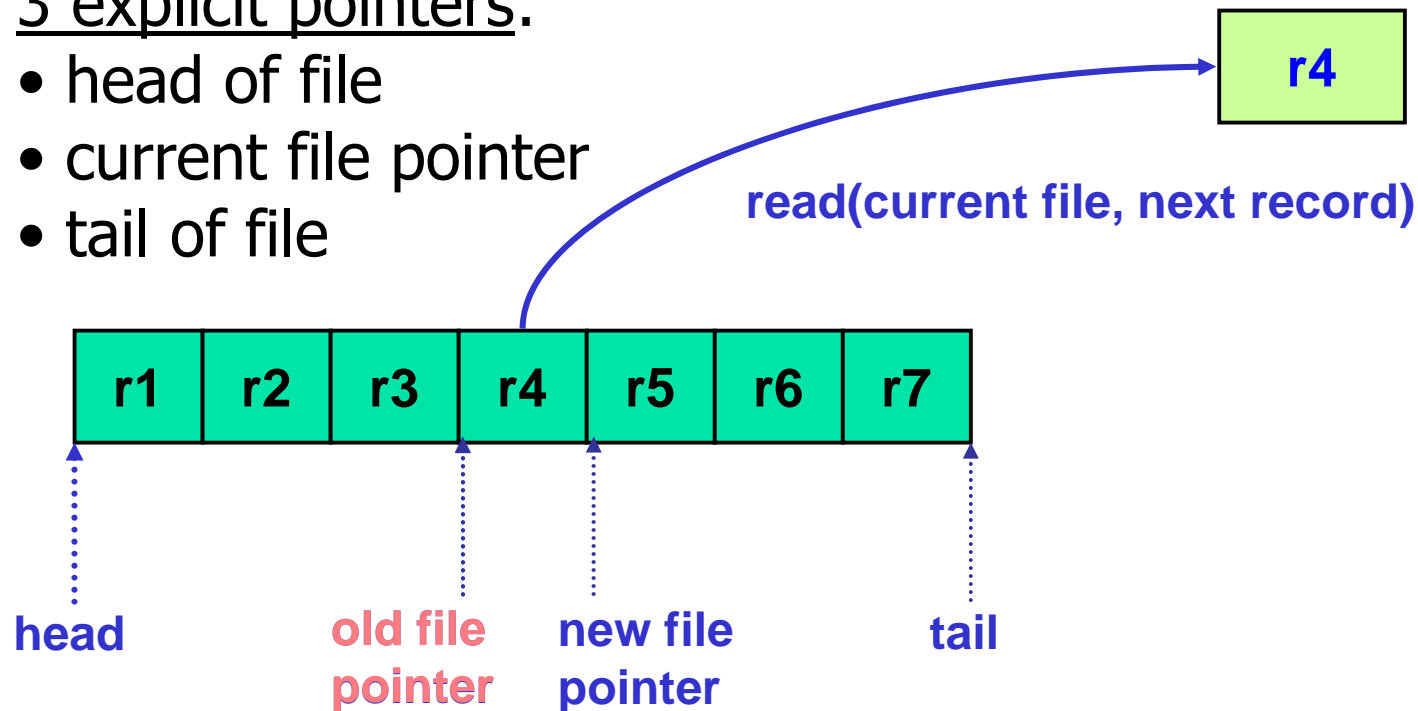 3 explicit pointers:
• head of file
• current file pointer
• tail of file
r4
read(current file, next record)
r1 r2 r3 r4 r5 r6 r7
head
old file
pointer
new file
pointer
tail